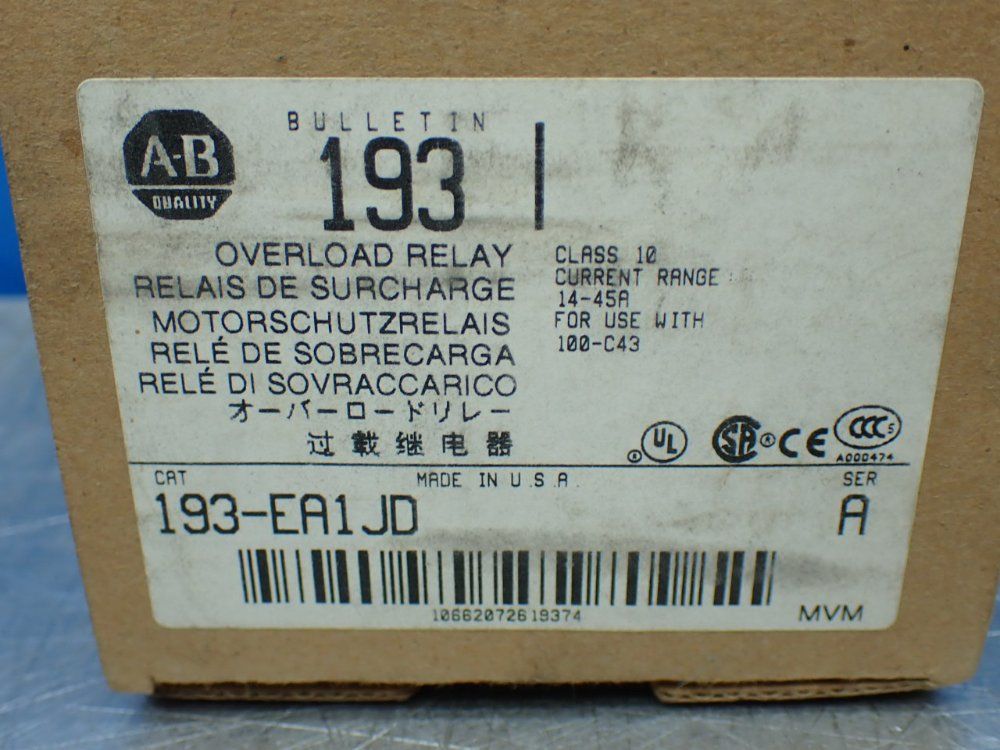 A-B
QUALITY
BULLETIN
193
OVERLOAD RELAY
RELAIS DE SURCHARGE
MOTORSCHUTZRELAIS
RELÉ DE SOBRECARGA
RELÉ DI SOVRACCARICO
オーバーロードリレー
过载继电器
CLASS 10
CURRENT RANGE:
14-45A
FOR USE WITH
100-C43
UL
SA
CE
CCC S
A000474
CAT
MADE IN U.S.A.
SER
193-EA1JD
A
10662072619374
MVM